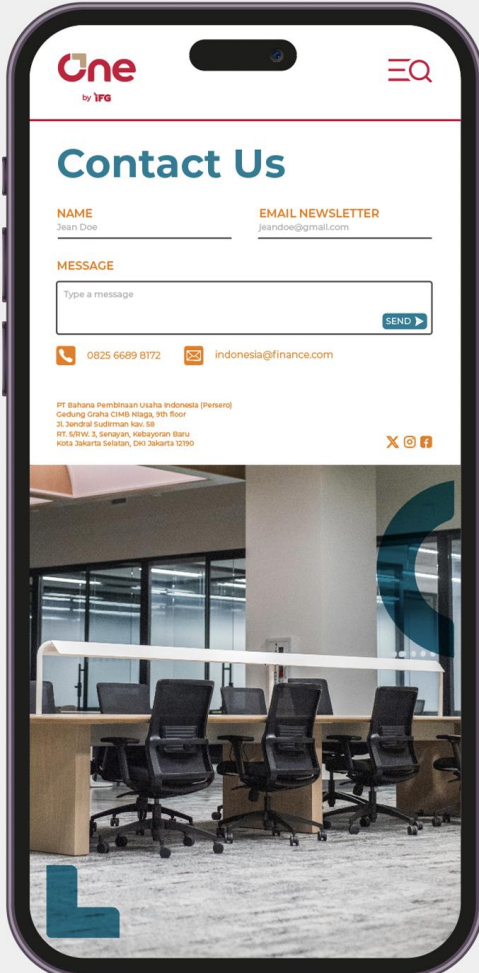 One
by IFG
Contact Us
NAME
Jean Doe
EMAIL NEWSLETTER
jeandoe@gmail.com
MESSAGE
Type a message
SEND
0825 6689 8172
indonesia@finance.com
PT Bahana Pembinaan Usaha Indonesia (Persero)
Gedung Graha CIMB Niaga, 9th floor
Jl. Jendral Sudirman kav. 58
RT. 5/RW. 3, Senayan, Kebayoran Baru
Kota Jakarta Selatan, DKI Jakarta 12190